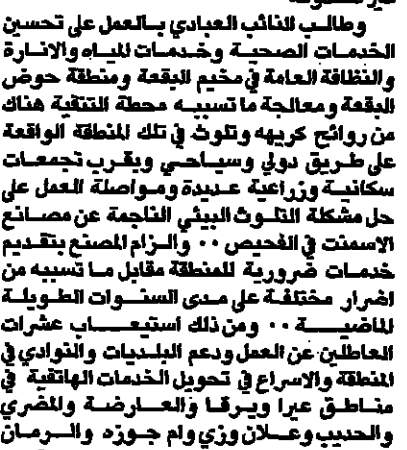 وطالب النائب العبادي بالعمل على تحسين
الخدمات الصحية وخدمات المياه والانارة
والنظافة العامة في مخيم البقعة ومنطقة حوض
البقعة ومعالجة ما تسببه محطة التنقية هناك
من روائح كريهه وتلوث في تلك المنطقة الواقعة
على طريق دولي وسياحي وبقرب تجمعات
سكانية وزراعية عديدة ومواصلة العمل على
حل مشكلة التلوث البيئي الناجمة عن مصانع
الاسمنت في الفحيص ٠٠ والزام المصنع بتقديم
خدمات ضرورية للمنطقة مقابل ما تسببه من
اضرار مختلفة على مدى السنوات الطويلة
الماضية ٠٠ ومن ذلك استيعاب عشرات
العاطلين عن العمل ودعم البلديات والنوادي في
المنطقة والاسراع في تحويل الخدمات الهاتفية في
مناطق عيرا ويرقا والعارضة والمضري
والحديب وعلان وزي وام جوزه والرمان